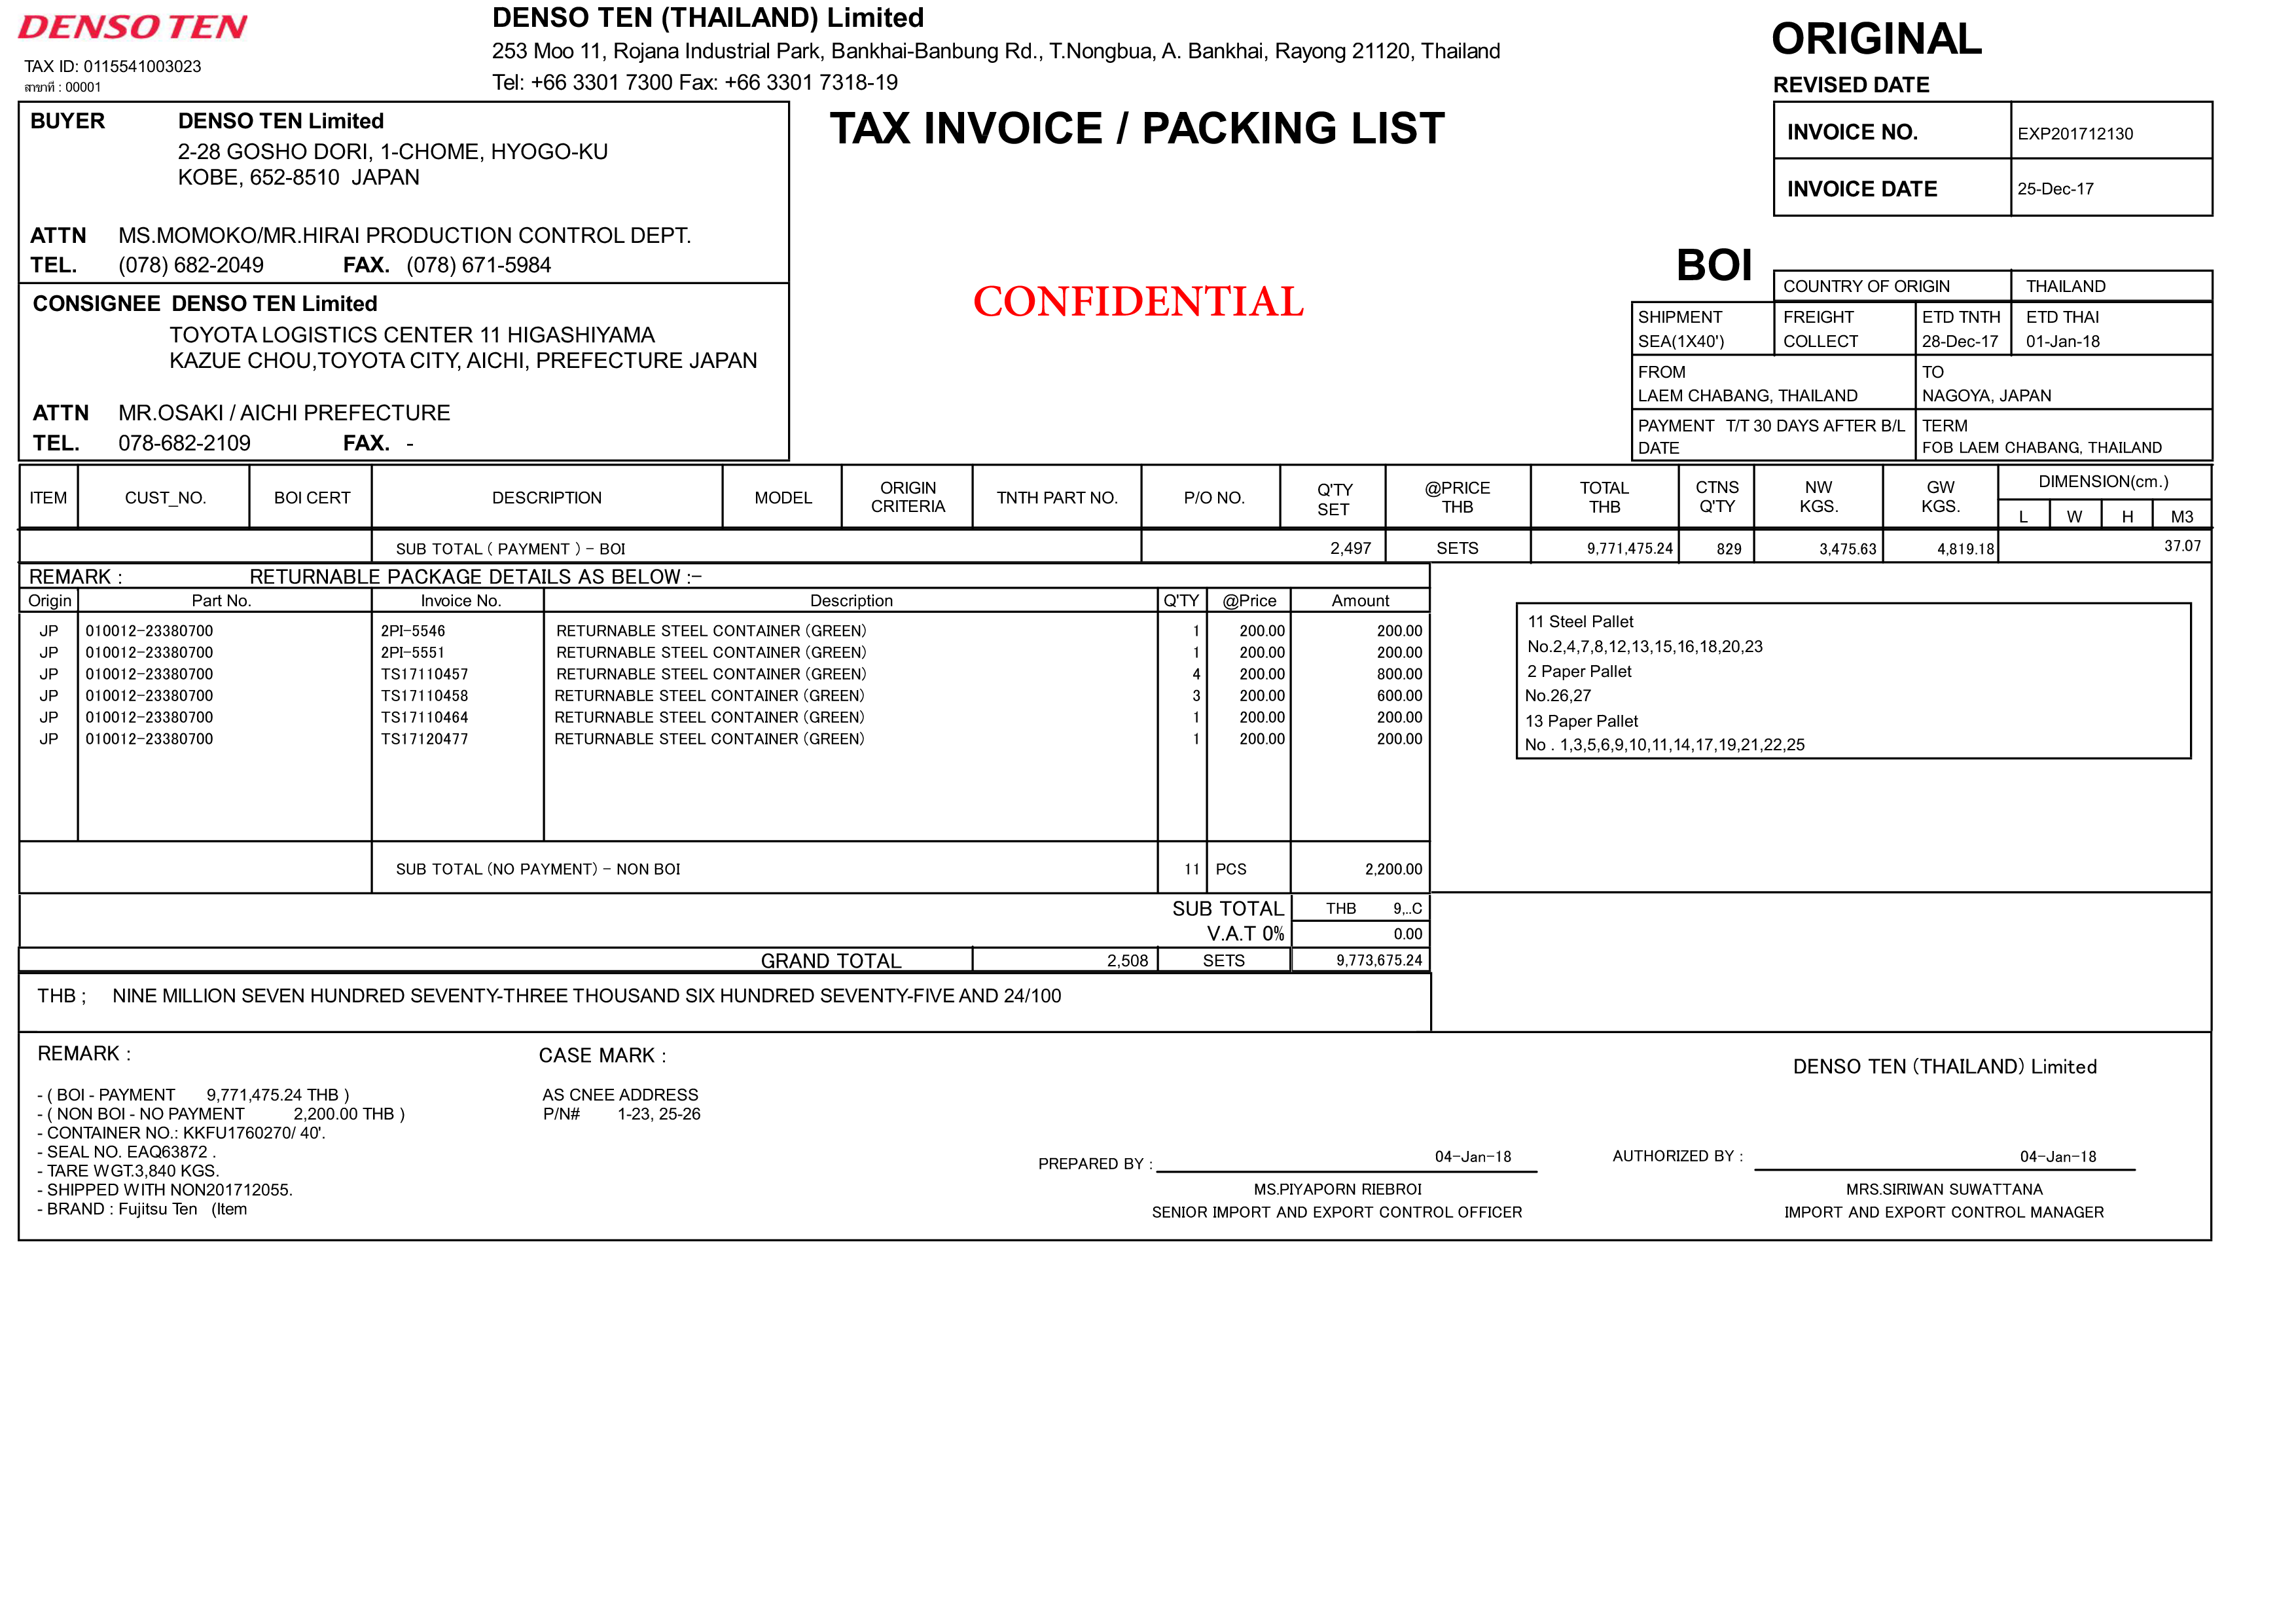 DENSO TEN
TAX ID: 0115541003023
สาขาที่ : 00001
DENSO TEN (THAILAND) Limited
253 Moo 11, Rojana Industrial Park, Bankhai-Banbung Rd., T.Nongbua, A. Bankhai, Rayong 21120, Thailand
Tel: +66 3301 7300 Fax: +66 3301 7318-19
ORIGINAL
REVISED DATE
TAX INVOICE / PACKING LIST
INVOICE NO. EXP201712130
INVOICE DATE 25-Dec-17
BUYER DENSO TEN Limited
2-28 GOSHO DORI, 1-CHOME, HYOGO-KU
KOBE, 652-8510 JAPAN
ATTN MS.MOMOKO/MR.HIRAI PRODUCTION CONTROL DEPT.
TEL. (078) 682-2049 FAX. (078) 671-5984
CONSIGNEE DENSO TEN Limited
TOYOTA LOGISTICS CENTER 11 HIGASHIYAMA
KAZUE CHOU,TOYOTA CITY, AICHI, PREFECTURE JAPAN
ATTN MR.OSAKI / AICHI PREFECTURE
TEL. 078-682-2109 FAX. -
CONFIDENTIAL
BOI
COUNTRY OF ORIGIN THAILAND
SHIPMENT FREIGHT ETD TNTH ETD THAI
SEA(1X40') COLLECT 28-Dec-17 01-Jan-18
FROM TO
LAEM CHABANG, THAILAND NAGOYA, JAPAN
PAYMENT T/T 30 DAYS AFTER B/L TERM
DATE FOB LAEM CHABANG, THAILAND
ITEM CUST_NO. BOI CERT DESCRIPTION MODEL ORIGIN CRITERIA TNTH PART NO. P/O NO. Q'TY SET @PRICE THB TOTAL THB CTNS Q'TY NW KGS. GW KGS. DIMENSION(cm.)
L W H M3
SUB TOTAL ( PAYMENT ) - BOI 2,497 SETS 9,771,475.24 829 3,475.63 4,819.18 37.07
REMARK : RETURNABLE PACKAGE DETAILS AS BELOW :-
Origin Part No. Invoice No. Description Q'TY @Price Amount
JP 010012-23380700 2PI-5546 RETURNABLE STEEL CONTAINER (GREEN) 1 200.00 200.00
JP 010012-23380700 2PI-5551 RETURNABLE STEEL CONTAINER (GREEN) 1 200.00 200.00
JP 010012-23380700 TS17110457 RETURNABLE STEEL CONTAINER (GREEN) 4 200.00 800.00
JP 010012-23380700 TS17110458 RETURNABLE STEEL CONTAINER (GREEN) 3 200.00 600.00
JP 010012-23380700 TS17110464 RETURNABLE STEEL CONTAINER (GREEN) 1 200.00 200.00
JP 010012-23380700 TS17120477 RETURNABLE STEEL CONTAINER (GREEN) 1 200.00 200.00
11 Steel Pallet
No.2,4,7,8,12,13,15,16,18,20,23
2 Paper Pallet
No.26,27
13 Paper Pallet
No . 1,3,5,6,9,10,11,14,17,19,21,22,25
SUB TOTAL (NO PAYMENT) - NON BOI 11 PCS 2,200.00
SUB TOTAL THB 9,..C
V.A.T 0% 0.00
GRAND TOTAL 2,508 SETS 9,773,675.24
THB ; NINE MILLION SEVEN HUNDRED SEVENTY-THREE THOUSAND SIX HUNDRED SEVENTY-FIVE AND 24/100
REMARK :
- ( BOI - PAYMENT 9,771,475.24 THB )
- ( NON BOI - NO PAYMENT 2,200.00 THB )
- CONTAINER NO.: KKFU1760270/ 40'.
- SEAL NO. EAQ63872 .
- TARE WGT.3,840 KGS.
- SHIPPED WITH NON201712055.
- BRAND : Fujitsu Ten (Item
CASE MARK :
AS CNEE ADDRESS
P/N# 1-23, 25-26
DENSO TEN (THAILAND) Limited
PREPARED BY : 04-Jan-18
MS.PIYAPORN RIEBROI
SENIOR IMPORT AND EXPORT CONTROL OFFICER
AUTHORIZED BY : 04-Jan-18
MRS.SIRIWAN SUWATTANA
IMPORT AND EXPORT CONTROL MANAGER